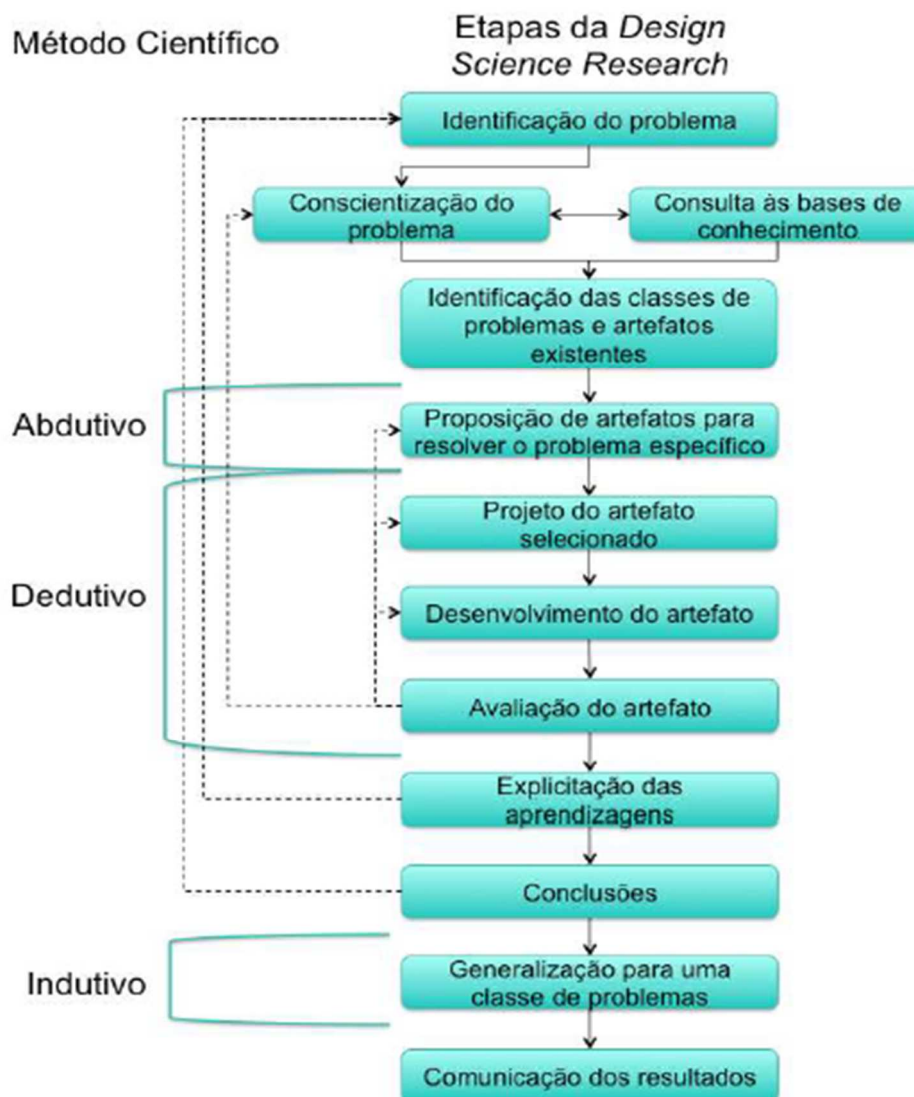 Método Científico
Etapas da Design
Science Research
Identificação do problema
Conscientização do
problema
Consulta às bases de
conhecimento
Identificação das classes de
problemas e artefatos
existentes
Abdutivo
Proposição de artefatos para
resolver o problema específico
Projeto do artefato
selecionado
Dedutivo
Desenvolvimento do artefato
Avaliação do artefato
Explicitação das
aprendizagens
Conclusões
Indutivo
Generalização para uma
classe de problemas
Comunicação dos resultados